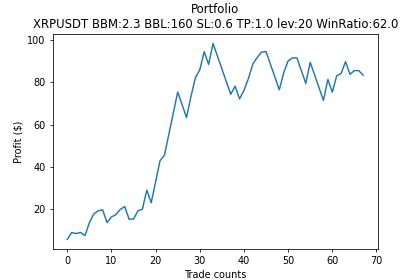 Portfolio
XRPUSDT BBM:2.3 BBL:160 SL:0.6 TP:1.0 lev:20 WinRatio:62.0
100
80
60
40
20
Profit ($)
0 10 20 30 40 50 60 70
Trade counts